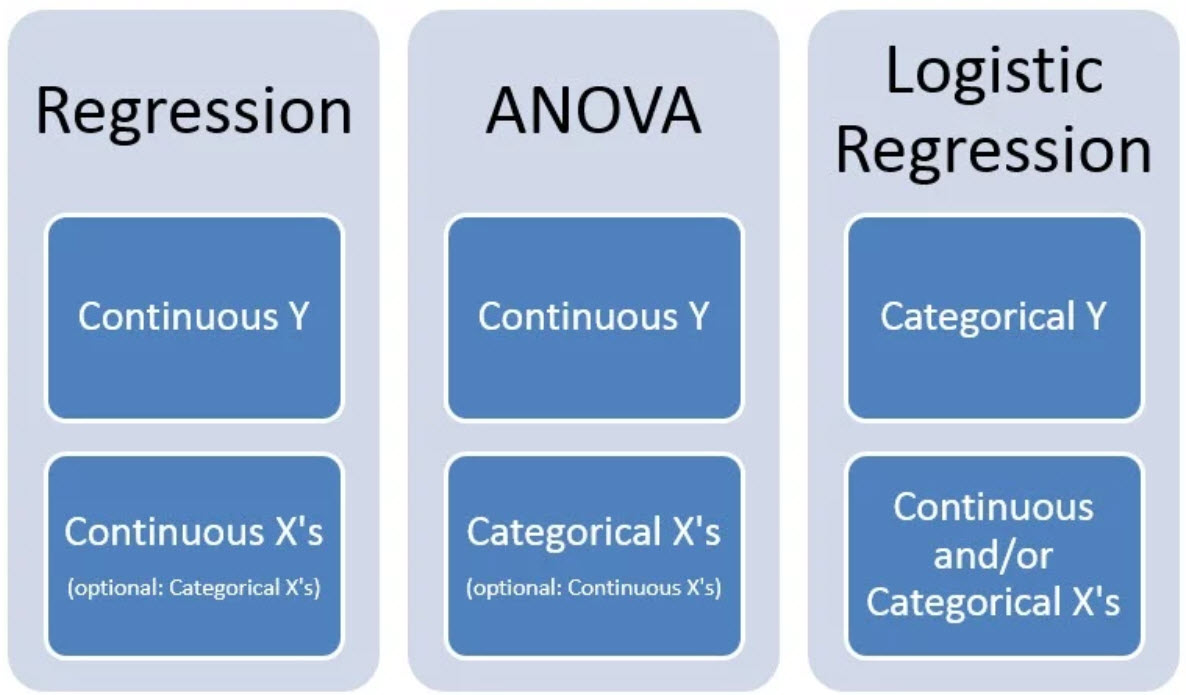 Regression
Continuous Y
Continuous X's
(optional: Categorical X's)
ANOVA
Continuous Y
Categorical X's
(optional: Continuous X's)
Logistic
Regression
Categorical Y
Continuous
and/or
Categorical X's